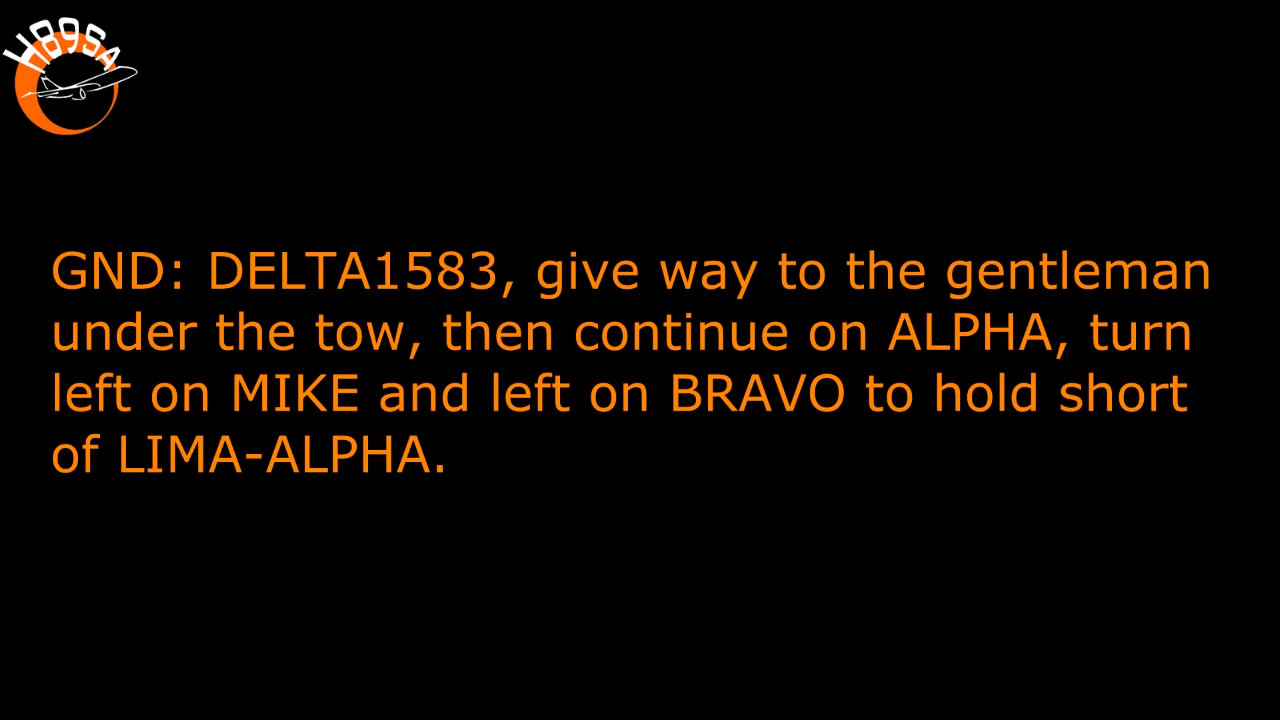 H89SA
GND: DELTA1583, give way to the gentleman
under the tow, then continue on ALPHA, turn
left on MIKE and left on BRAVO to hold short
of LIMA-ALPHA.